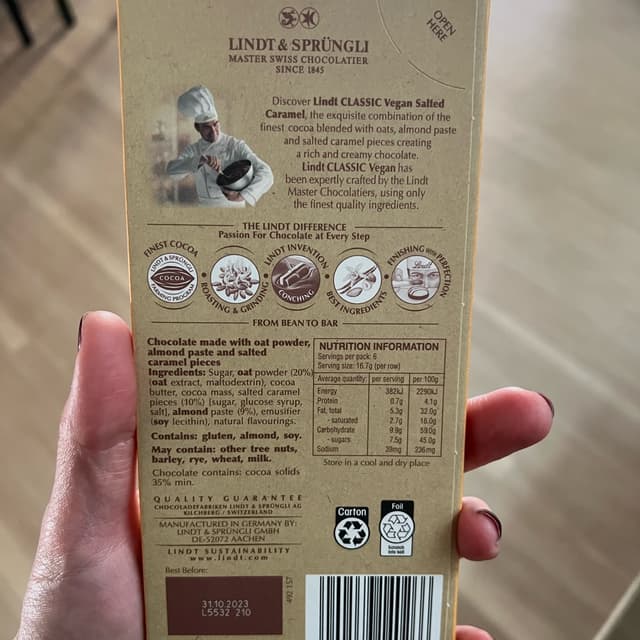 OPEN
HERE
LINDT & SPRÜNGLI
MASTER SWISS CHOCOLATIER
SINCE 1845
Discover Lindt CLASSIC Vegan Salted
Caramel, the exquisite combination of the
finest cocoa blended with oats, almond paste
and salted caramel pieces creating
a rich and creamy chocolate.
Lindt CLASSIC Vegan has
been expertly crafted by the Lindt
Master Chocolatiers, using only
the finest quality ingredients.
THE LINDT DIFFERENCE
Passion For Chocolate at Every Step
FINEST COCOA
LINDT & SPRÜNGLI
COCOA
FARMING PROGRAM
ROASTING & GRINDING
LINDT INVENTION
CONCHING
BEST INGREDIENTS
FINISHING WITH PERFECTION
Lindt
FROM BEAN TO BAR
Chocolate made with oat powder,
almond paste and salted
caramel pieces
Ingredients: Sugar, oat powder (20%)
(oat extract, maltodextrin), cocoa
butter, cocoa mass, salted caramel
pieces (10%) [sugar, glucose syrup,
salt], almond paste (9%), emulsifier
(soy lecithin), natural flavourings.
Contains: gluten, almond, soy.
May contain: other tree nuts,
barley, rye, wheat, milk.
Chocolate contains: cocoa solids
35% min.
NUTRITION INFORMATION
Servings per pack: 6
Serving size: 16.7g (per row)
Average quantity: per serving per 100g
Energy 382kJ 2290kJ
Protein 0.7g 4.1g
Fat, total 5.3g 32.0g
- saturated 2.7g 16.0g
Carbohydrate 9.9g 59.0g
- sugars 7.5g 45.0g
Sodium 39mg 236mg
Store in a cool and dry place
QUALITY GUARANTEE
CHOCOLADEFABRIKEN LINDT & SPRÜNGLI AG
KILCHBERG / SWITZERLAND
MANUFACTURED IN GERMANY BY:
LINDT & SPRÜNGLI GMBH
DE-52072 AACHEN
LINDT SUSTAINABILITY
www.lindt.com
Carton
Foil
Scrunch
into ball
Best Before:
31.10.2023
L5532 210
492 157